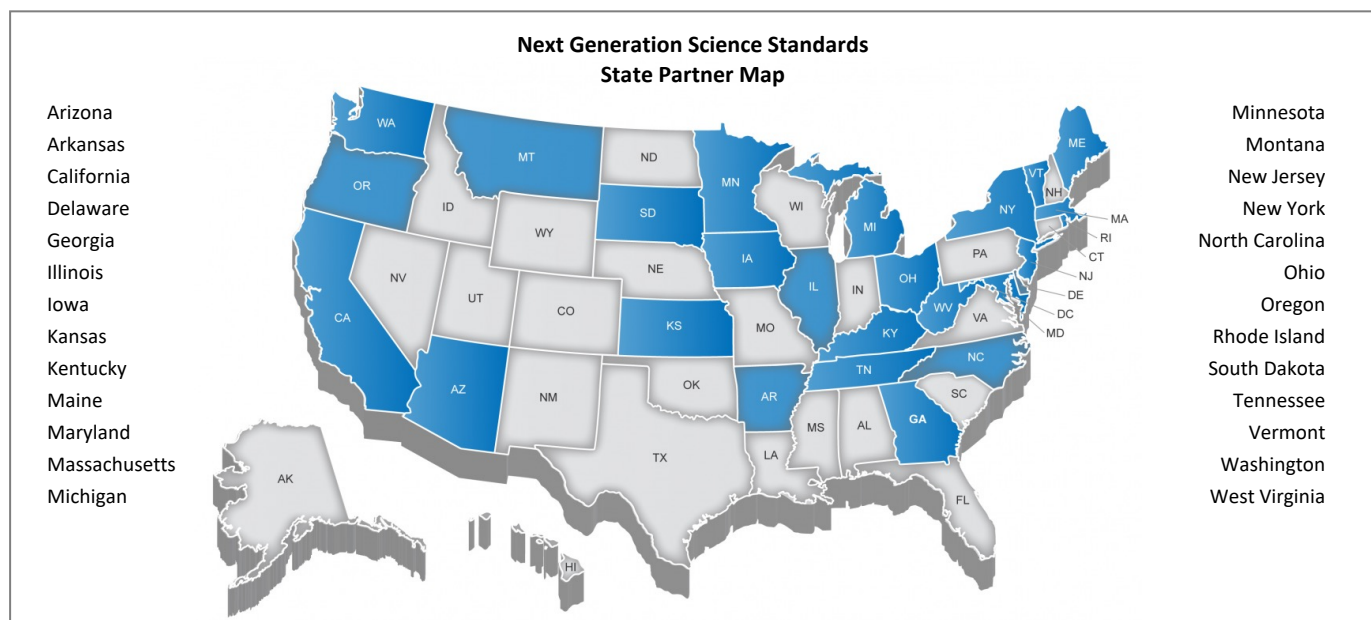 Next Generation Science Standards
State Partner Map
Arizona
Arkansas
California
Delaware
Georgia
Illinois
Iowa
Kansas
Kentucky
Maine
Maryland
Massachusetts
Michigan
WA
OR
MT
ID
WY
ND
SD
NE
MN
IA
WI
MI
NV
UT
CO
KS
CA
AZ
NM
OK
TX
MO
AR
LA
IL
IN
OH
KY
TN
MS
AL
GA
FL
SC
NC
VA
WV
PA
NY
VT
NH
ME
MA
RI
CT
NJ
DE
DC
MD
AK
HI
Minnesota
Montana
New Jersey
New York
North Carolina
Ohio
Oregon
Rhode Island
South Dakota
Tennessee
Vermont
Washington
West Virginia